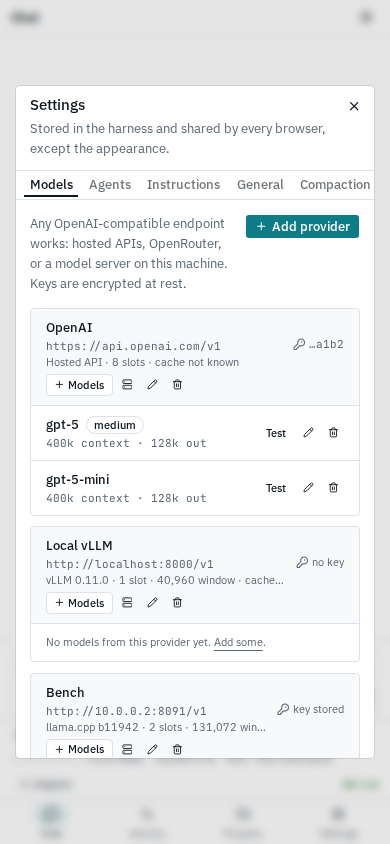 Settings
Stored in the harness and shared by every browser,
except the appearance.
Models Agents Instructions General Compaction
Any OpenAI-compatible endpoint
works: hosted APIs, OpenRouter,
or a model server on this machine.
Keys are encrypted at rest.
+ Add provider
OpenAI
https://api.openai.com/v1
…a1b2
Hosted API · 8 slots · cache not known
+ Models
gpt-5 medium
400k context · 128k out
Test
gpt-5-mini
400k context · 128k out
Test
Local vLLM
http://localhost:8000/v1
no key
vLLM 0.11.0 · 1 slot · 40,960 window · cache…
+ Models
No models from this provider yet. Add some.
Bench
http://10.0.0.2:8091/v1
key stored
llama.cpp b11942 · 2 slots · 131,072 win…
+ Models